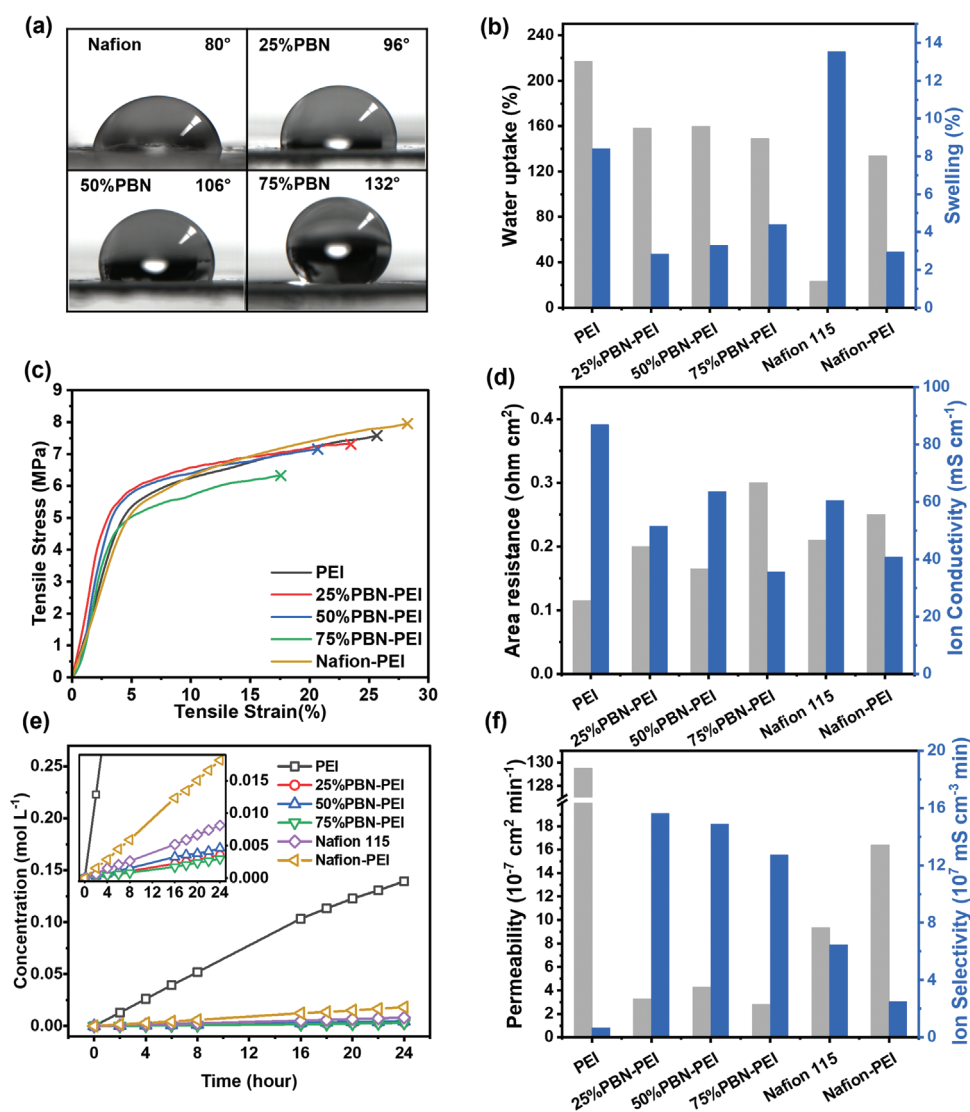 (a)
Nafion 80°
25%PBN 96°
50%PBN 106°
75%PBN 132°
(b)
Water uptake (%)
240
200
160
120
80
40
0
Swelling (%)
14
12
10
8
6
4
2
0
PEI
25%PBN-PEI
50%PBN-PEI
75%PBN-PEI
Nafion 115
Nafion-PEI
(c)
Tensile Stress (MPa)
9
8
7
6
5
4
3
2
1
0
0 5 10 15 20 25 30
Tensile Strain(%)
PEI
25%PBN-PEI
50%PBN-PEI
75%PBN-PEI
Nafion-PEI
(d)
Area resistance (ohm cm²)
0.4
0.3
0.2
0.1
0.0
Ion Conductivity (mS cm⁻¹)
100
80
60
40
20
0
PEI
25%PBN-PEI
50%PBN-PEI
75%PBN-PEI
Nafion 115
Nafion-PEI
(e)
Concentration (mol L⁻¹)
0.25
0.20
0.15
0.10
0.05
0.00
0 4 8 12 16 20 24
Time (hour)
0.015
0.010
0.005
0.000
0 4 8 12 16 20 24
PEI
25%PBN-PEI
50%PBN-PEI
75%PBN-PEI
Nafion 115
Nafion-PEI
(f)
Permeability (10⁻⁷ cm² min⁻¹)
130
128
18
16
14
12
10
8
6
4
2
0
Ion Selectivity (10⁷ mS cm⁻³ min)
20
16
12
8
4
0
PEI
25%PBN-PEI
50%PBN-PEI
75%PBN-PEI
Nafion 115
Nafion-PEI